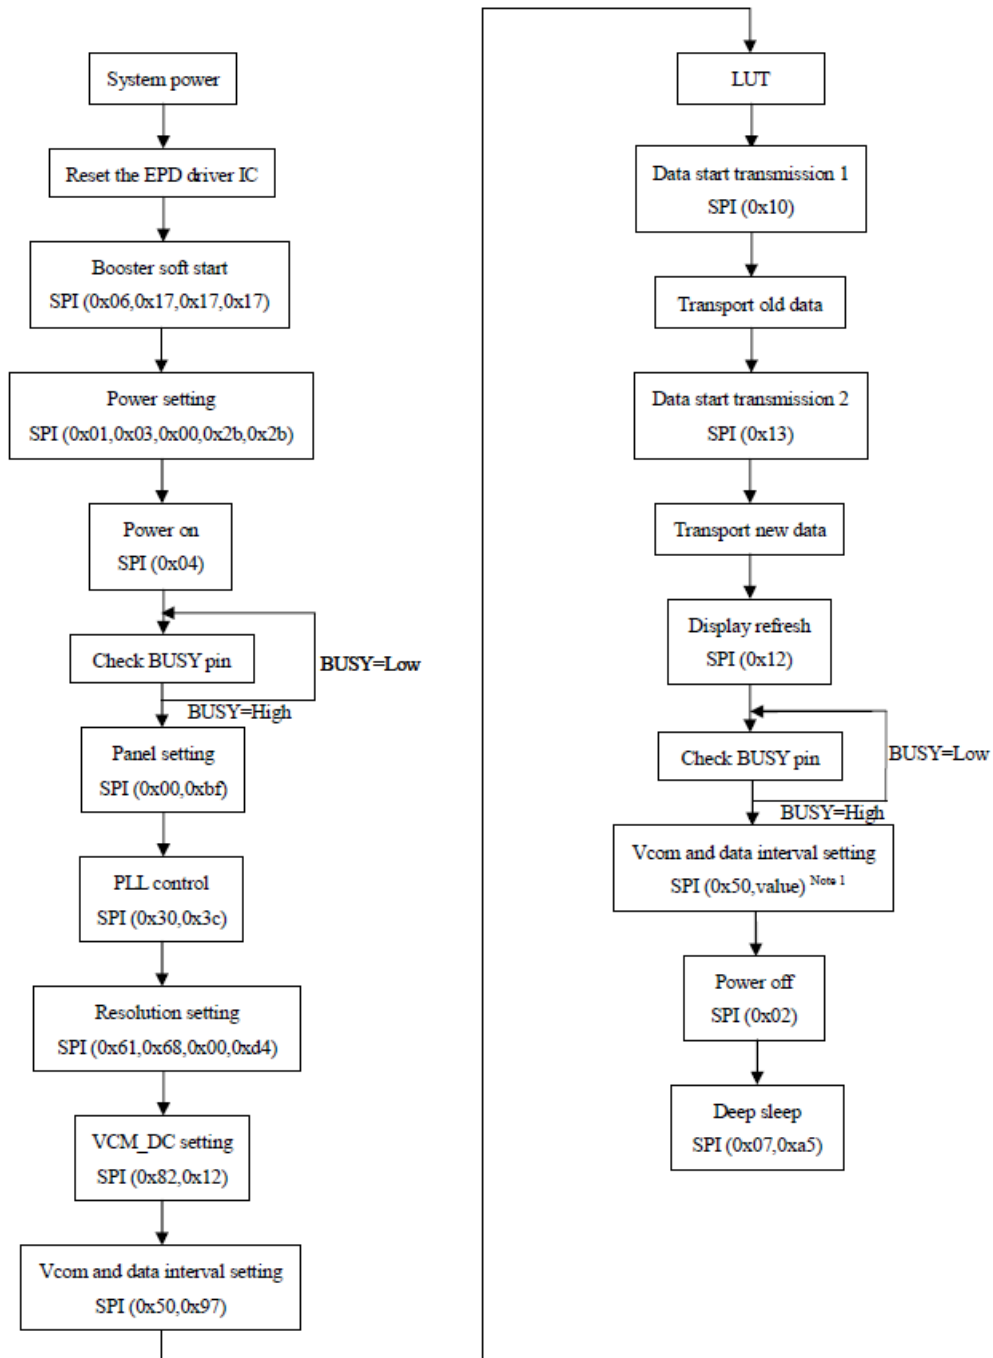 System power
Reset the EPD driver IC
Booster soft start
SPI (0x06,0x17,0x17,0x17)
Power setting
SPI (0x01,0x03,0x00,0x2b,0x2b)
Power on
SPI (0x04)
Check BUSY pin
BUSY=Low
BUSY=High
Panel setting
SPI (0x00,0xbf)
PLL control
SPI (0x30,0x3c)
Resolution setting
SPI (0x61,0x68,0x00,0xd4)
VCM_DC setting
SPI (0x82,0x12)
Vcom and data interval setting
SPI (0x50,0x97)
LUT
Data start transmission 1
SPI (0x10)
Transport old data
Data start transmission 2
SPI (0x13)
Transport new data
Display refresh
SPI (0x12)
Check BUSY pin
BUSY=Low
BUSY=High
Vcom and data interval setting
SPI (0x50,value) Note 1
Power off
SPI (0x02)
Deep sleep
SPI (0x07,0xa5)